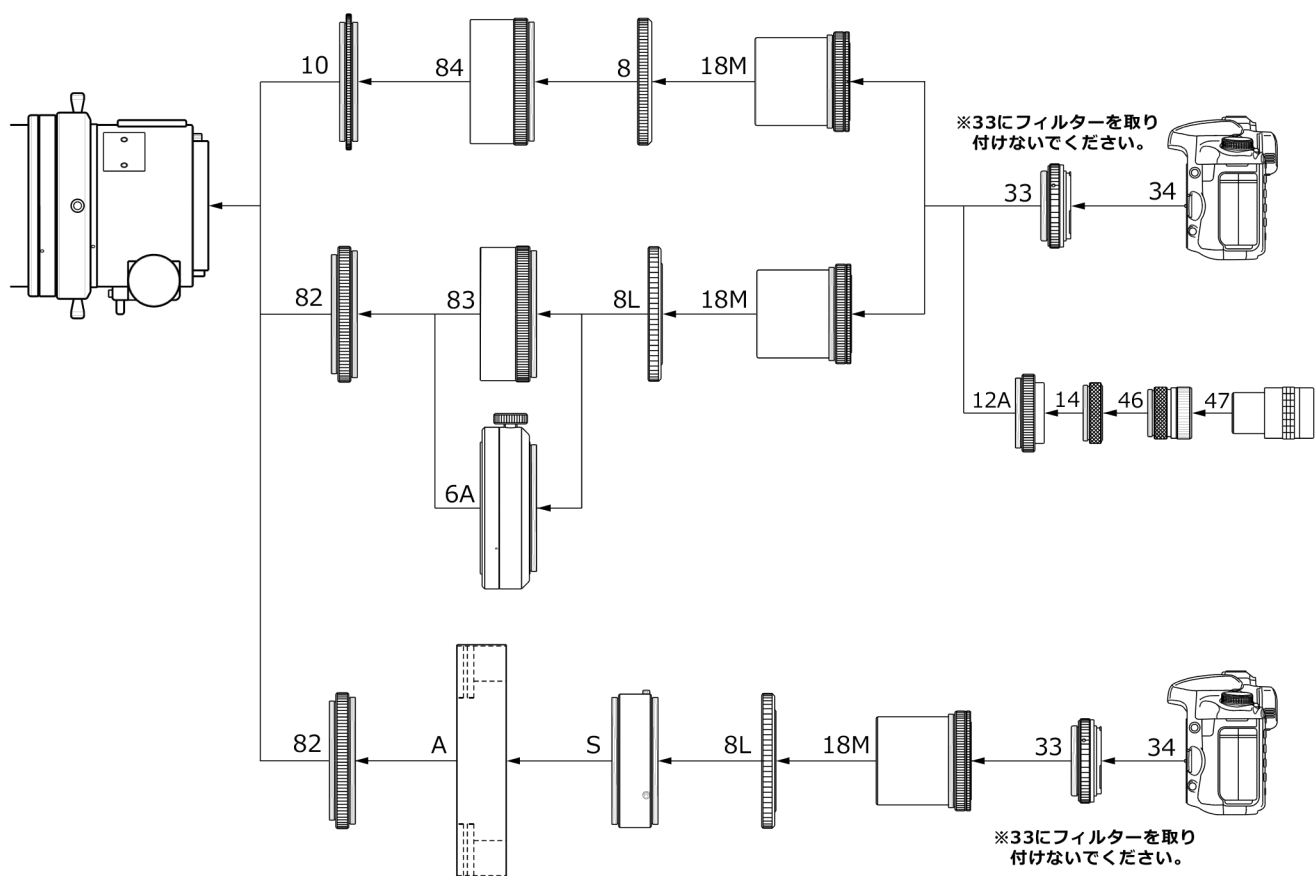 10
84
8
18M
※33にフィルターを取り
付けないでください。
33
34
82
83
8L
18M
12A
14
46
47
6A
82
A
S
8L
18M
33
34
※33にフィルターを取り
付けないでください。